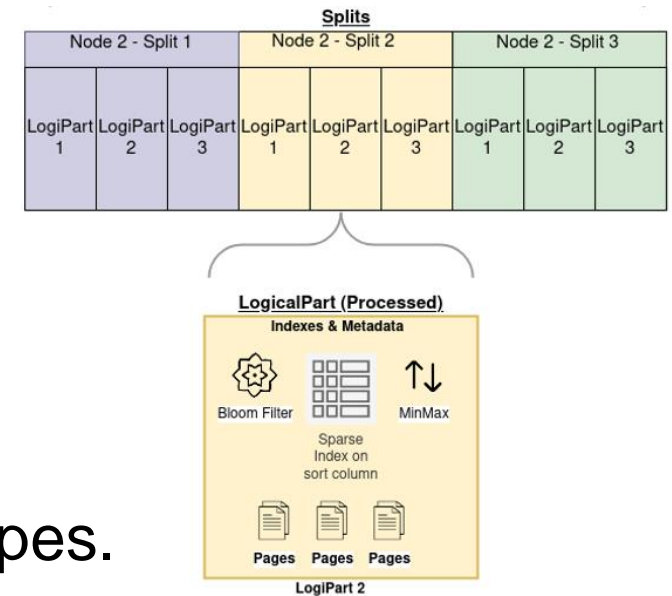 Splits
Node 2 - Split 1 Node 2 - Split 2 Node 2 - Split 3
LogiPart LogiPart LogiPart LogiPart LogiPart LogiPart LogiPart LogiPart LogiPart
1 2 3 1 2 3 1 2 3
LogicalPart (Processed)
Indexes & Metadata
Bloom Filter MinMax
Sparse
Index on
sort column
pes.
Pages Pages Pages
LogiPart 2